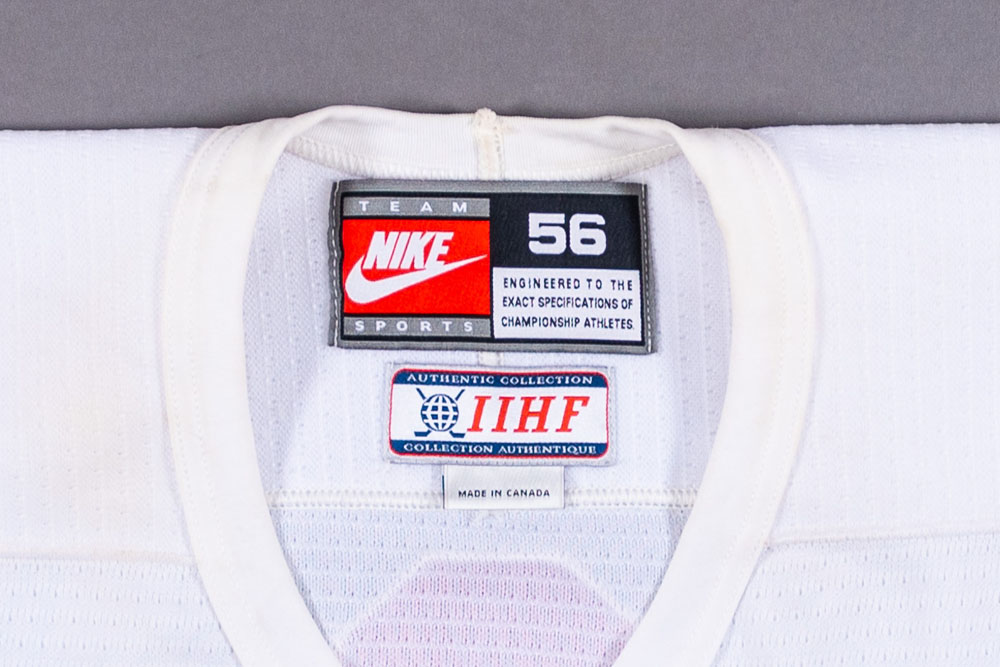 TEAM
NIKE
SPORTS
56
ENGINEERED TO THE
EXACT SPECIFICATIONS OF
CHAMPIONSHIP ATHLETES.
AUTHENTIC COLLECTION
IIHF
COLLECTION AUTHENTIQUE
MADE IN CANADA